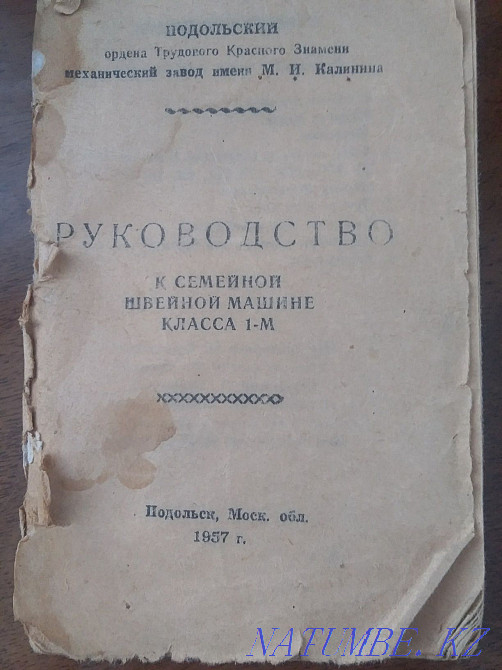 ПОДОЛЬСКИЙ
ордена Трудового Красного Знамени
механический завод имени М. И. Калинина
РУКОВОДСТВО
К СЕМЕЙНОЙ
ШВЕЙНОЙ МАШИНЕ
КЛАССА 1-М
Подольск, Моск. обл.
1957 г.
NATUMBE.KZ